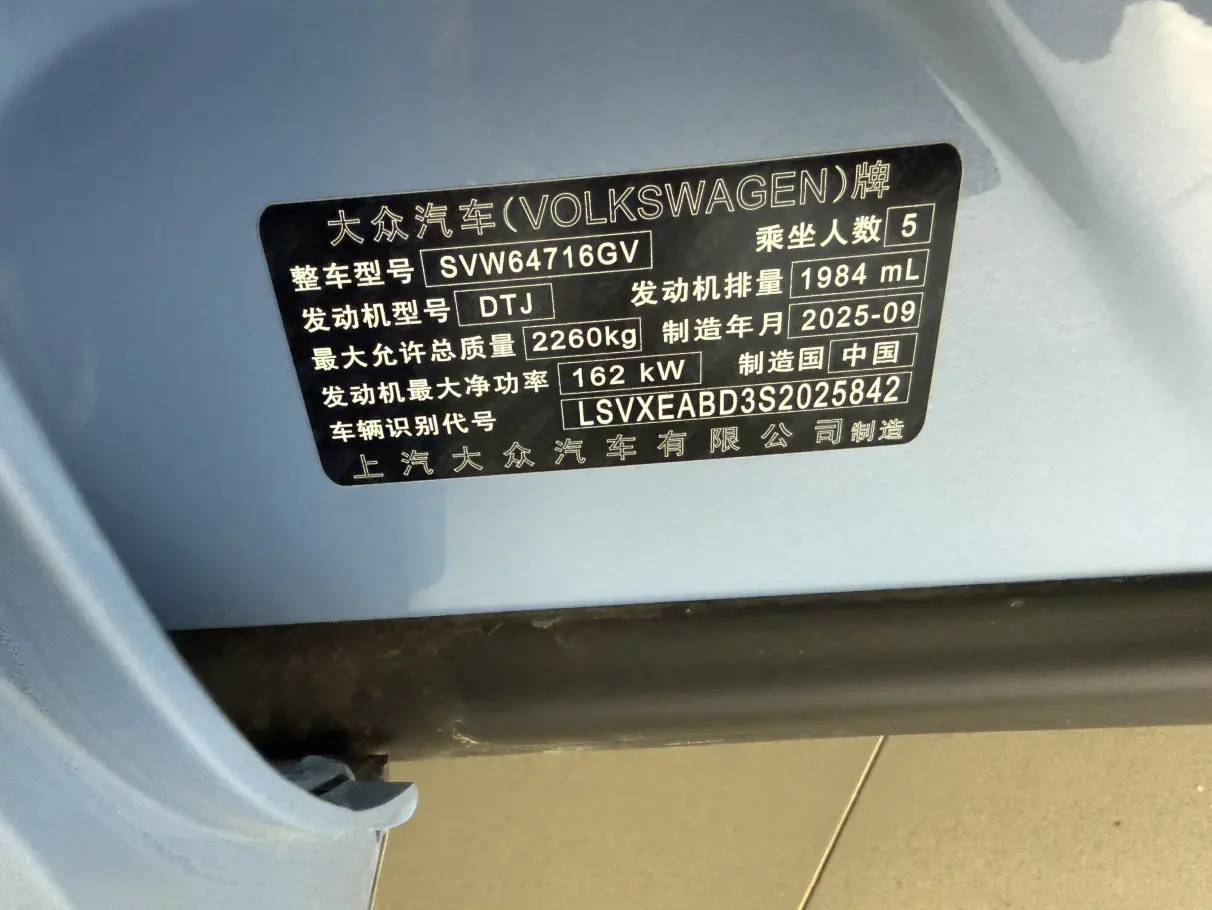 大众汽车(VOLKSWAGEN)牌
整车型号 SVW64716GV 乘坐人数 5
发动机型号 DTJ 发动机排量 1984 mL
最大允许总质量 2260kg 制造年月 2025-09
发动机最大净功率 162 kW 制造国 中国
车辆识别代号 LSVXEABD3S2025842
上汽大众汽车有限公司制造